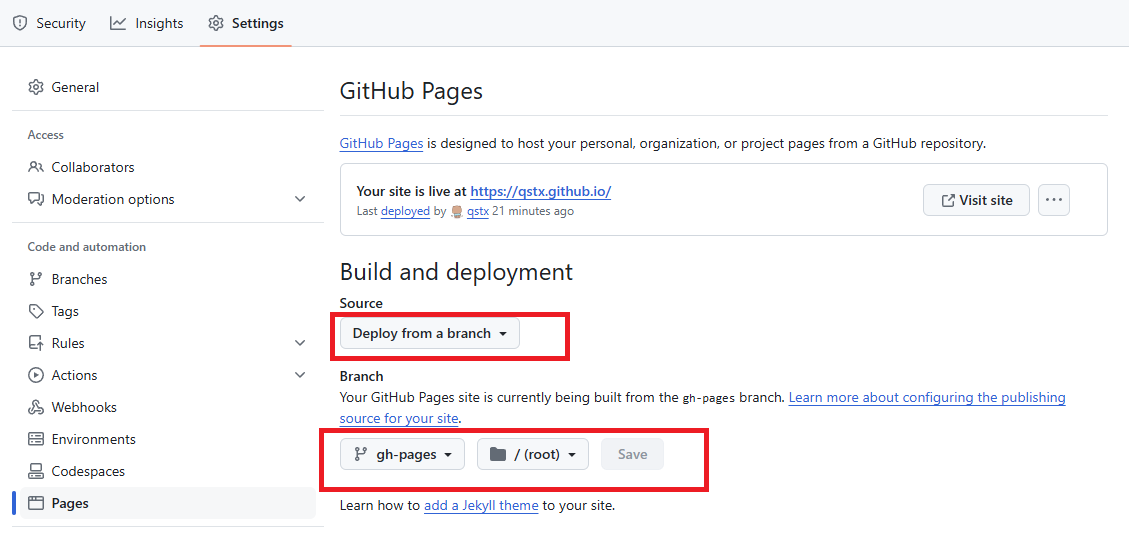 Security Insights Settings
General
Access
Collaborators
Moderation options
Code and automation
Branches
Tags
Rules
Actions
Webhooks
Environments
Codespaces
Pages
GitHub Pages
GitHub Pages is designed to host your personal, organization, or project pages from a GitHub repository.
Your site is live at https://qstx.github.io/
Last deployed by qstx 21 minutes ago
Visit site
Build and deployment
Source
Deploy from a branch
Branch
Your GitHub Pages site is currently being built from the gh-pages branch. Learn more about configuring the publishing
source for your site.
gh-pages / (root) Save
Learn how to add a Jekyll theme to your site.